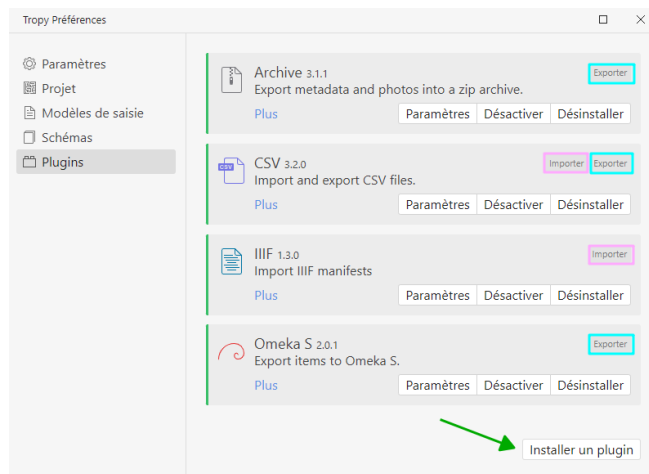 Tropy Préférences
Paramètres
Projet
Modèles de saisie
Schémas
Plugins
Archive 3.1.1
Exporter
Export metadata and photos into a zip archive.
Plus
Paramètres
Désactiver
Désinstaller
CSV
CSV 3.2.0
Importer
Exporter
Import and export CSV files.
Plus
Paramètres
Désactiver
Désinstaller
IIIF 1.3.0
Importer
Import IIIF manifests
Plus
Paramètres
Désactiver
Désinstaller
Omeka S 2.0.1
Exporter
Export items to Omeka S.
Plus
Paramètres
Désactiver
Désinstaller
Installer un plugin